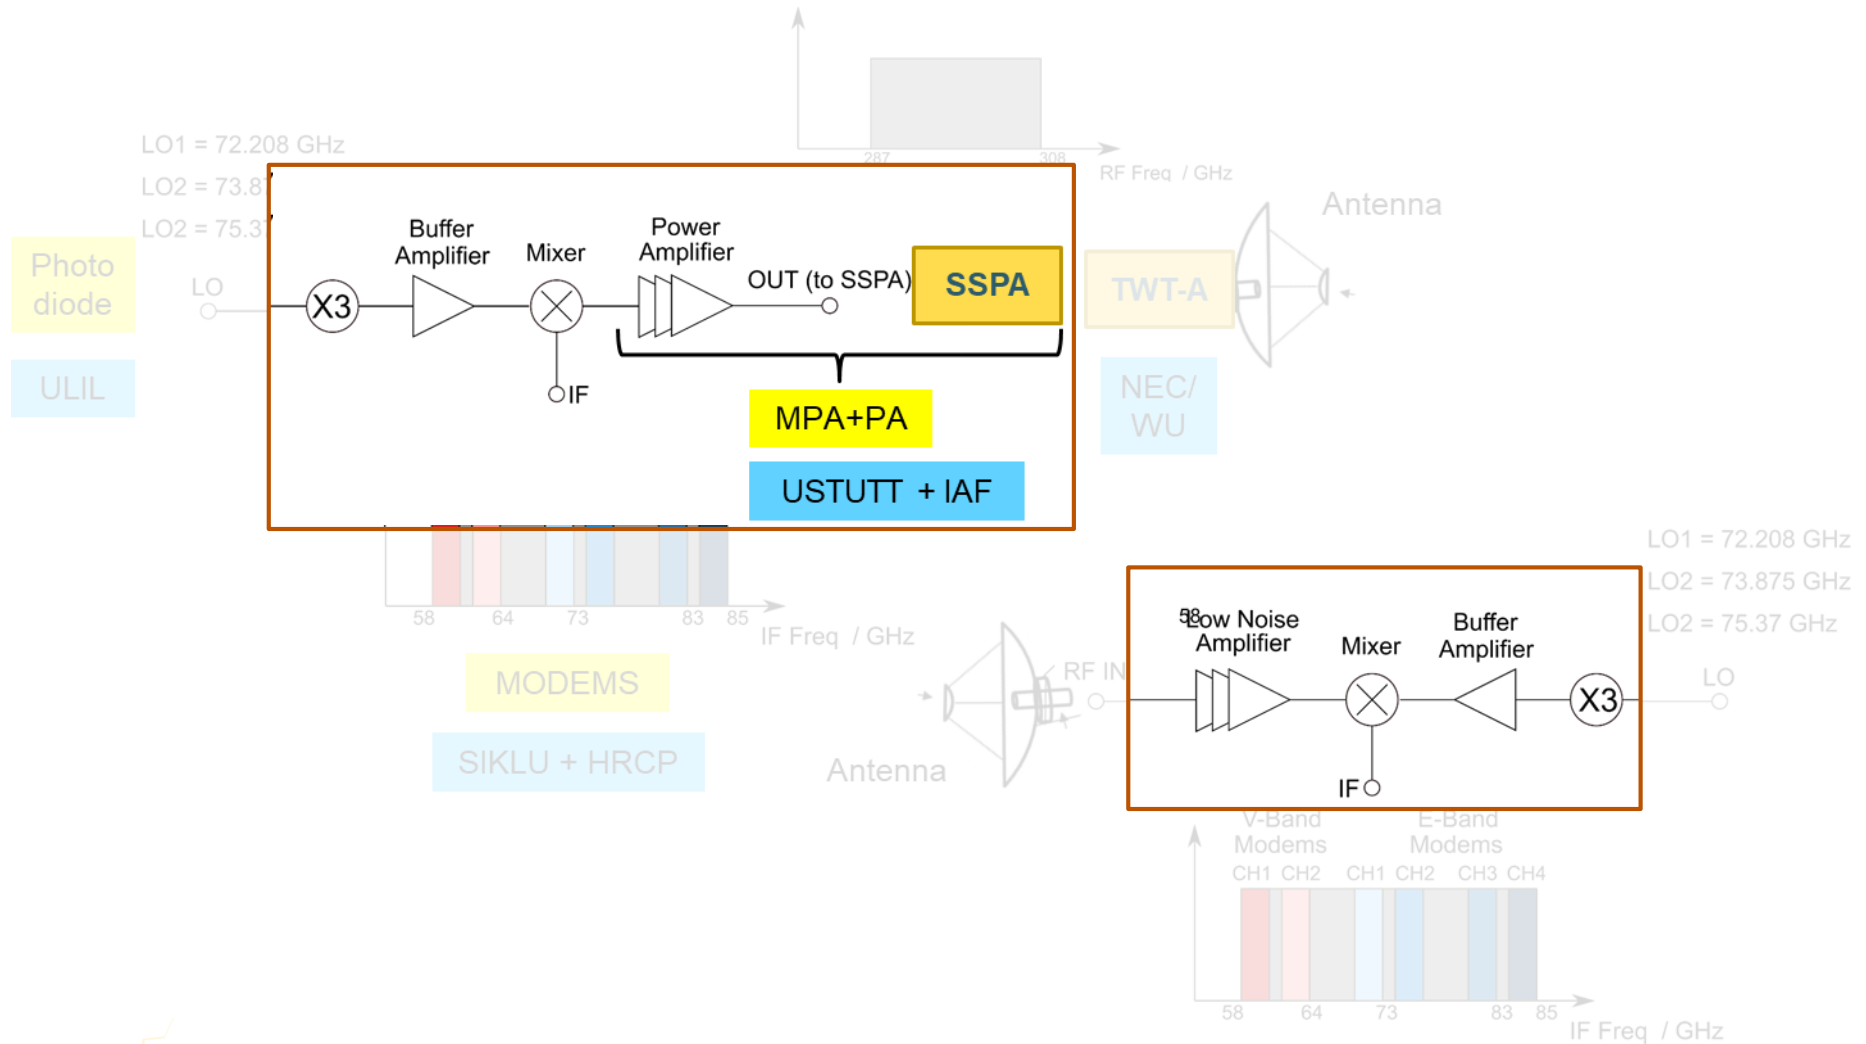 287
308
RF Freq / GHz
LO1 = 72.208 GHz
LO2 = 73.87
LO2 = 75.37
Antenna
Photo
diode
ULIL
LO
X3
Buffer
Amplifier
Mixer
IF
Power
Amplifier
OUT (to SSPA)
SSPA
MPA+PA
USTUTT + IAF
TWT-A
NEC/
WU
58
64
73
83
85
IF Freq / GHz
MODEMS
SIKLU + HRCP
Antenna
RF IN
58
Low Noise
Amplifier
Mixer
IF
Buffer
Amplifier
X3
LO
LO1 = 72.208 GHz
LO2 = 73.875 GHz
LO2 = 75.37 GHz
V-Band
Modems
E-Band
Modems
CH1 CH2 CH1 CH2 CH3 CH4
58
64
73
83
85
IF Freq / GHz